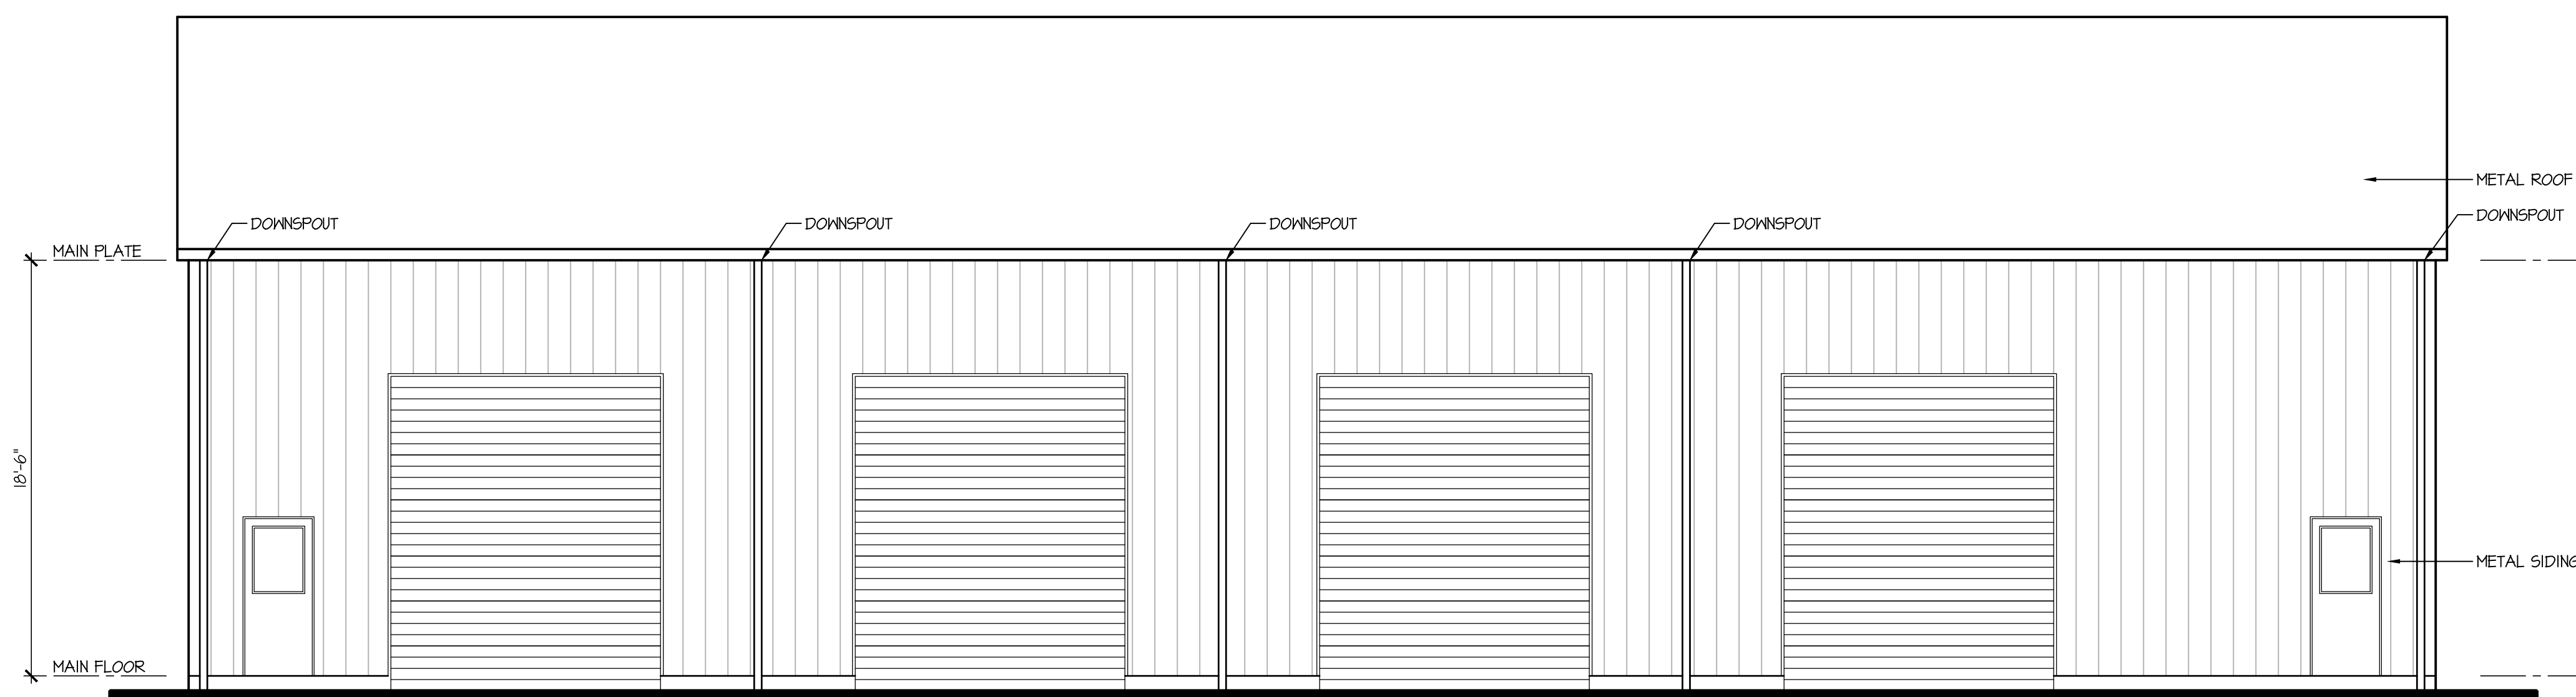 METAL ROOF
DOWNSPOUT
DOWNSPOUT
DOWNSPOUT
DOWNSPOUT
DOWNSPOUT
MAIN PLATE
18'-6"
METAL SIDING
MAIN FLOOR